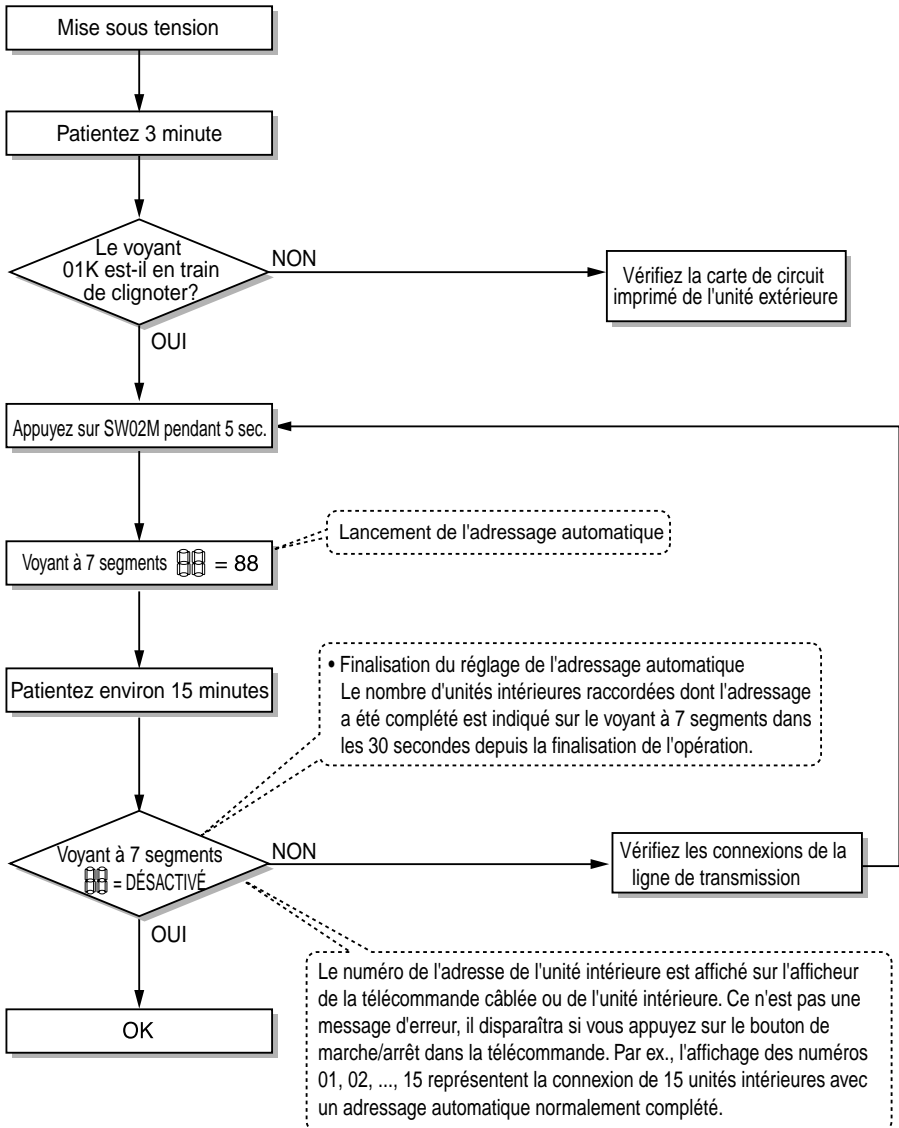 Mise sous tension
Patientez 3 minute
Le voyant
01K est-il en train
de clignoter?
NON
Vérifiez la carte de circuit
imprimé de l'unité extérieure
OUI
Appuyez sur SW02M pendant 5 sec.
Lancement de l'adressage automatique
Voyant à 7 segments 88 = 88
• Finalisation du réglage de l'adressage automatique
Le nombre d'unités intérieures raccordées dont l'adressage
a été complété est indiqué sur le voyant à 7 segments dans
les 30 secondes depuis la finalisation de l'opération.
Patientez environ 15 minutes
Voyant à 7 segments
88 = DÉSACTIVÉ
NON
Vérifiez les connexions de la
ligne de transmission
OUI
Le numéro de l'adresse de l'unité intérieure est affiché sur l'afficheur
de la télécommande câblée ou de l'unité intérieure. Ce n'est pas une
message d'erreur, il disparaîtra si vous appuyez sur le bouton de
marche/arrêt dans la télécommande. Par ex., l'affichage des numéros
01, 02, ..., 15 représentent la connexion de 15 unités intérieures avec
un adressage automatique normalement complété.
OK